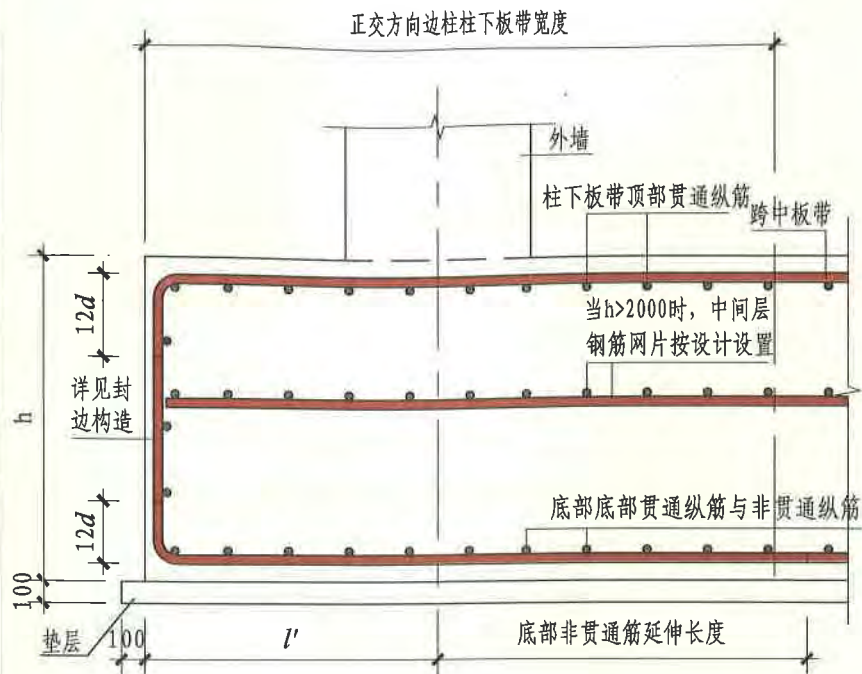 正交方向边柱柱下板带宽度
外墙
柱下板带顶部贯通纵筋
跨中板带
12d
当h>2000时，中间层
钢筋网片按设计设置
详见封
边构造
h
12d
底部底部贯通纵筋与非贯通纵筋
100
垫层
100
l'
底部非贯通筋延伸长度